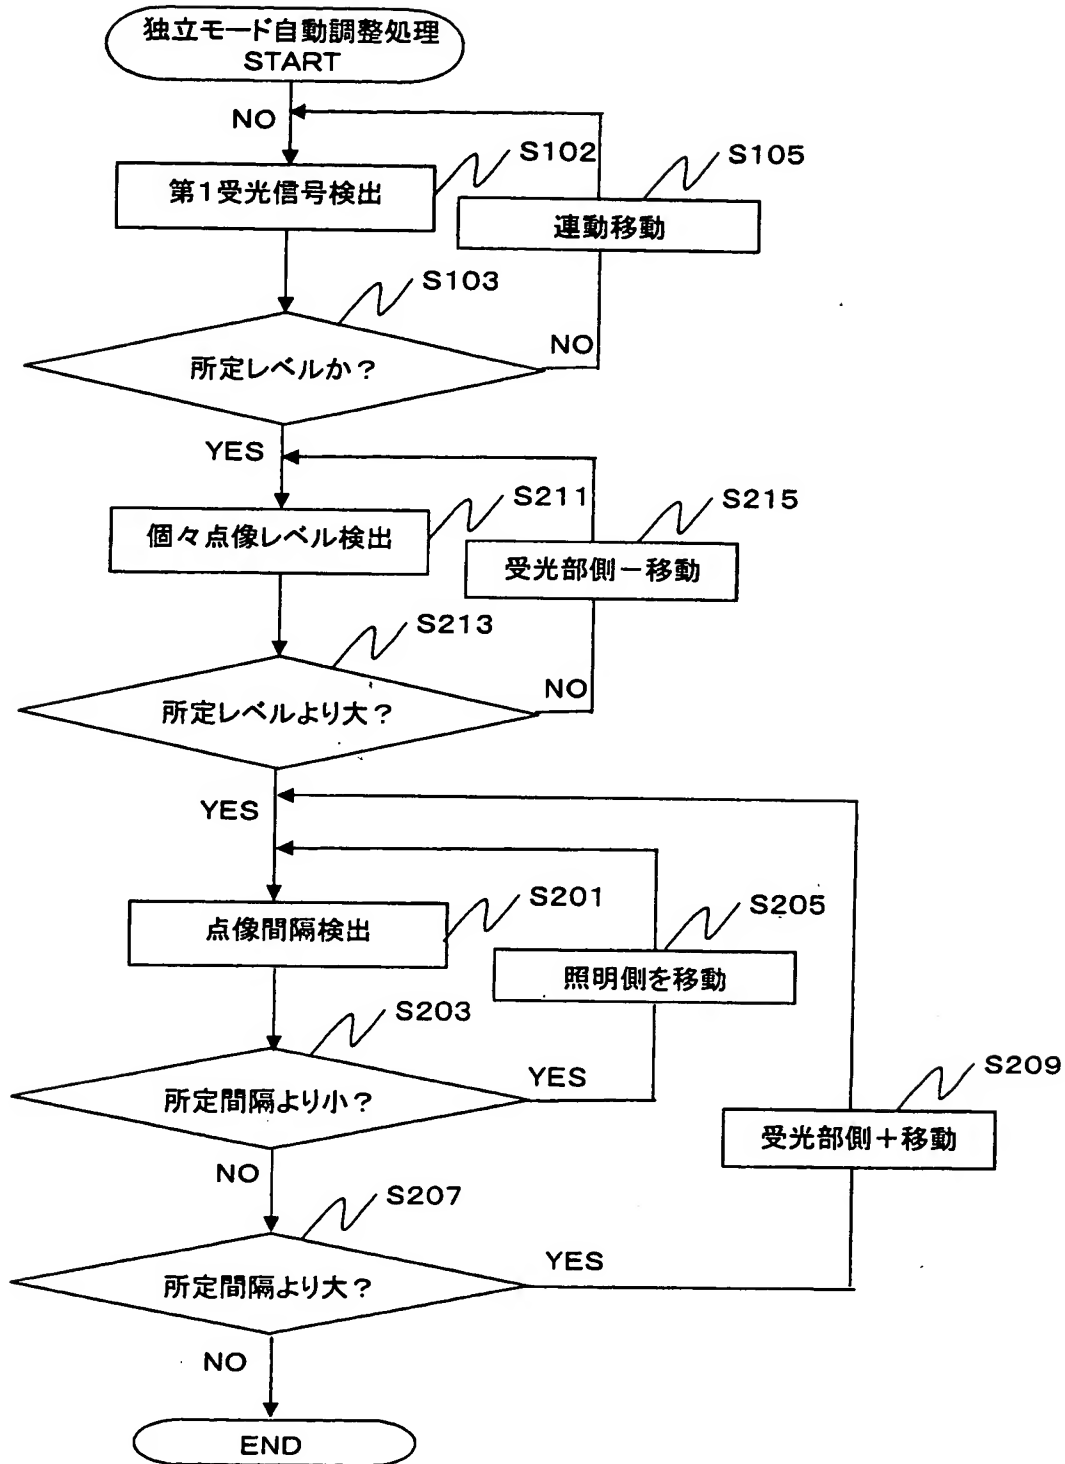 独立モード自動調整処理
START
NO
第1受光信号検出
S102
S105
連動移動
S103
所定レベルか？
NO
YES
個々点像レベル検出
S211
S215
受光部側－移動
S213
所定レベルより大？
NO
YES
点像間隔検出
S201
S205
照明側を移動
S203
所定間隔より小？
YES
S209
受光部側＋移動
NO
S207
所定間隔より大？
YES
NO
END